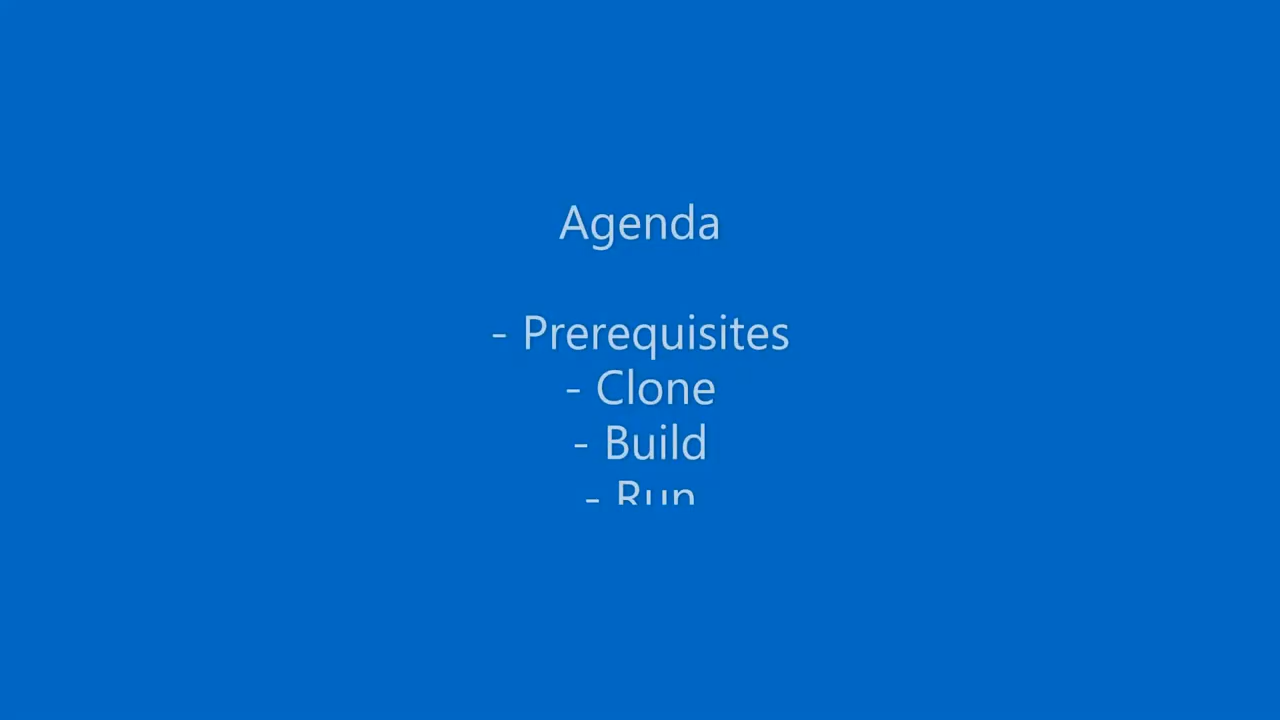 Agenda
- Prerequisites
- Clone
- Build
- Run